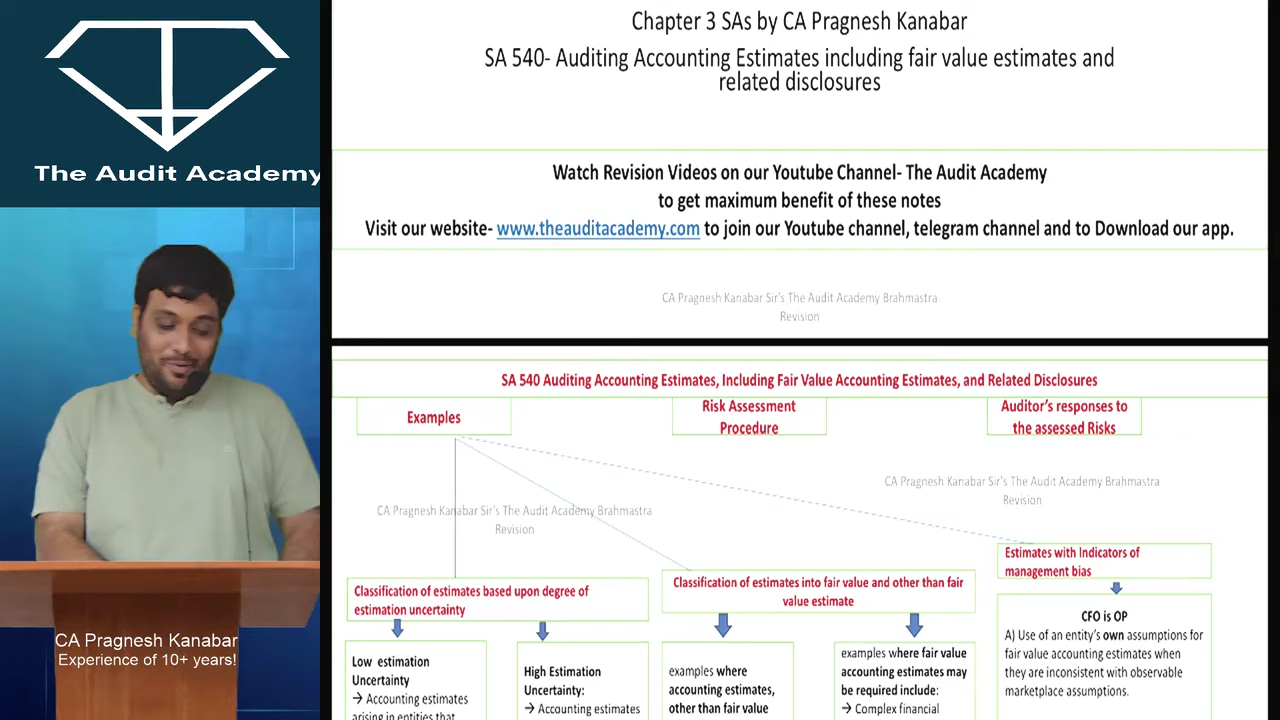 The Audit Academy
CA Pragnesh Kanabar
Experience of 10+ years!
Chapter 3 SAs by CA Pragnesh Kanabar
SA 540- Auditing Accounting Estimates including fair value estimates and
related disclosures
Watch Revision Videos on our Youtube Channel- The Audit Academy
to get maximum benefit of these notes
Visit our website- www.theauditacademy.com to join our Youtube channel, telegram channel and to Download our app.
CA Pragnesh Kanabar Sir's The Audit Academy Brahmastra
Revision
SA 540 Auditing Accounting Estimates, Including Fair Value Accounting Estimates, and Related Disclosures
Examples
Risk Assessment
Procedure
Auditor's responses to
the assessed Risks
CA Pragnesh Kanabar Sir's The Audit Academy Brahmastra
Revision
CA Pragnesh Kanabar Sir's The Audit Academy Brahmastra
Revision
Classification of estimates based upon degree of
estimation uncertainty
Low estimation
Uncertainty
→ Accounting estimates
arising in entities that
High Estimation
Uncertainty:
→ Accounting estimates
Classification of estimates into fair value and other than fair
value estimate
examples where
accounting estimates,
other than fair value
examples where fair value
accounting estimates may
be required include:
→ Complex financial
Estimates with Indicators of
management bias
CFO is OP
A) Use of an entity's own assumptions for
fair value accounting estimates when
they are inconsistent with observable
marketplace assumptions.